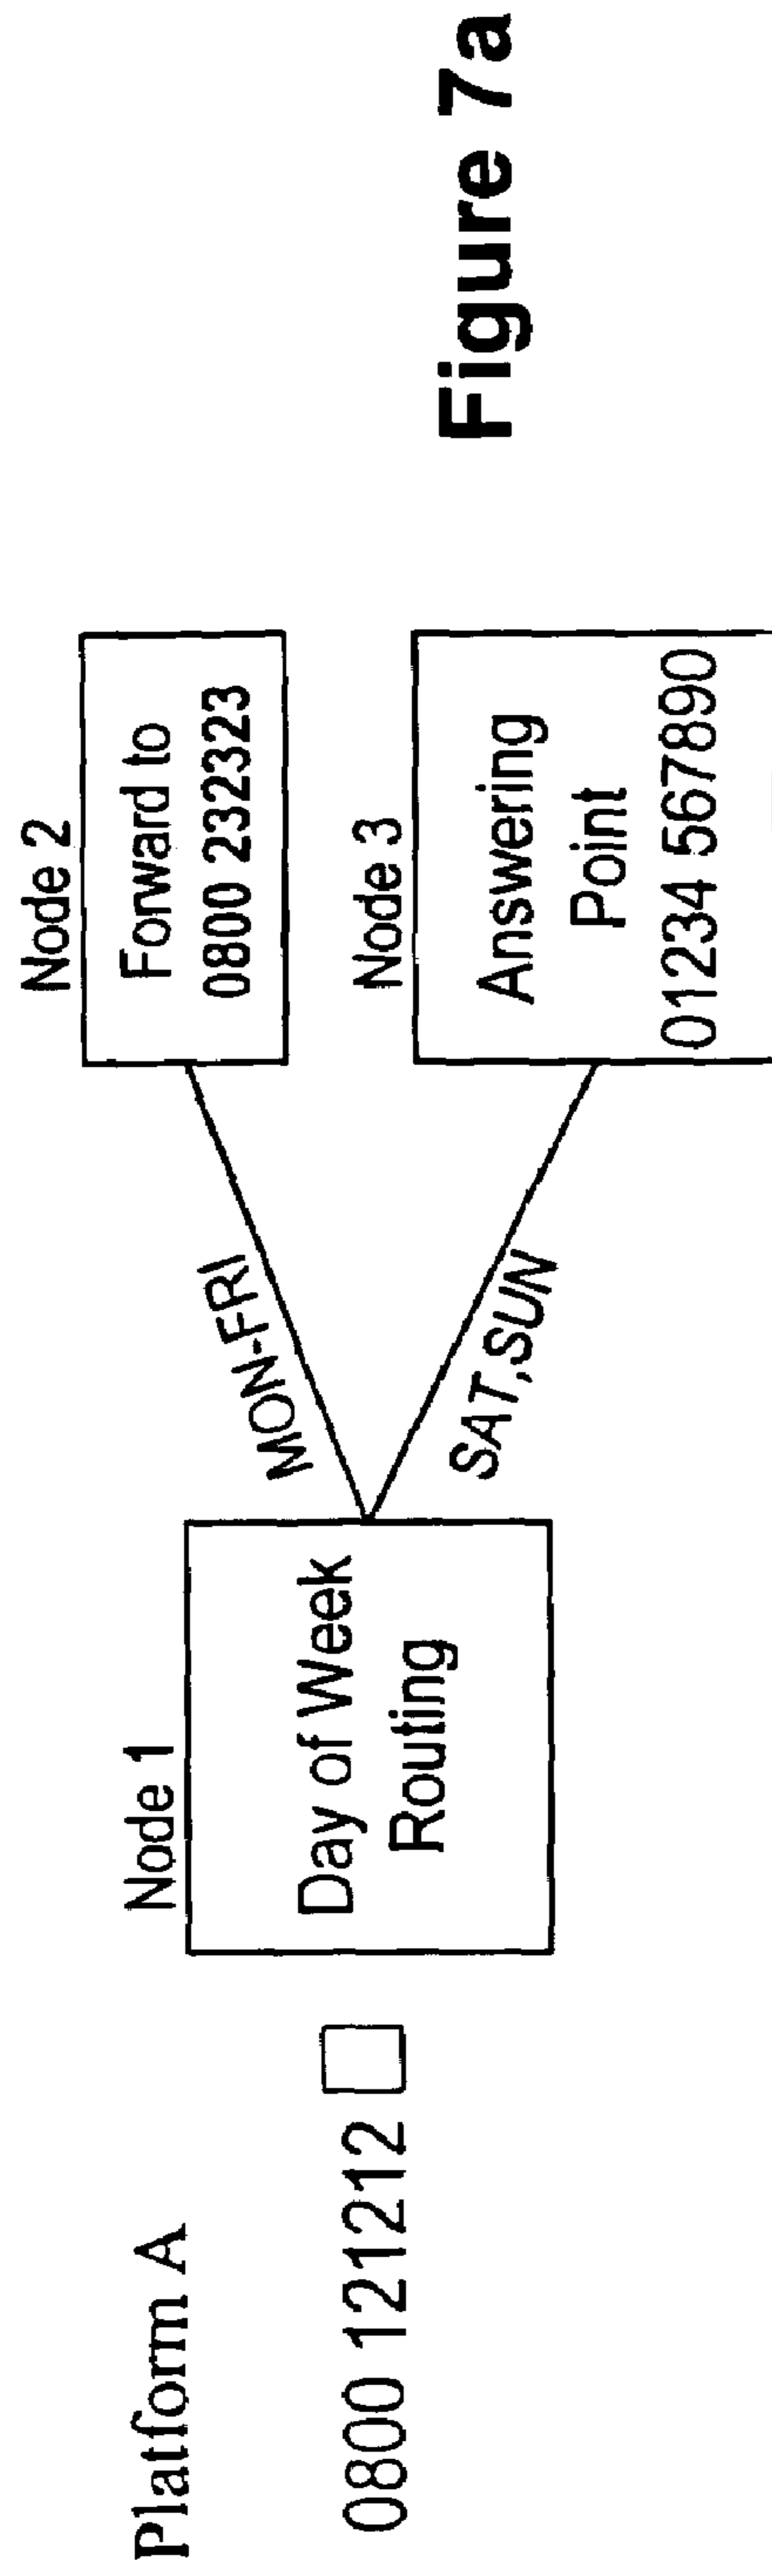 Platform A
0800 121212
Node 1
Day of Week
Routing
MON-FRI
SAT,SUN
Node 2
Forward to
0800 232323
Node 3
Answering
Point
01234 567890
Figure 7a